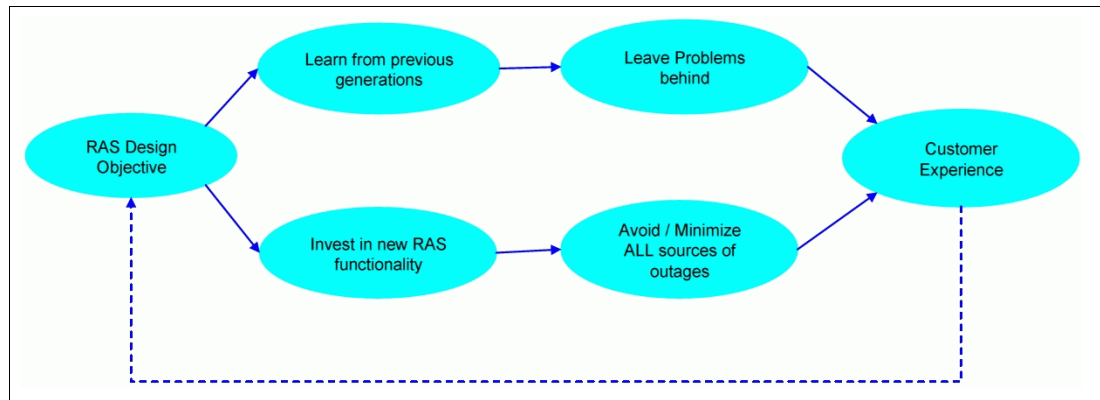 Learn from previous
generations
Leave Problems
behind
RAS Design
Objective
Customer
Experience
Invest in new RAS
functionality
Avoid / Minimize
ALL sources of
outages